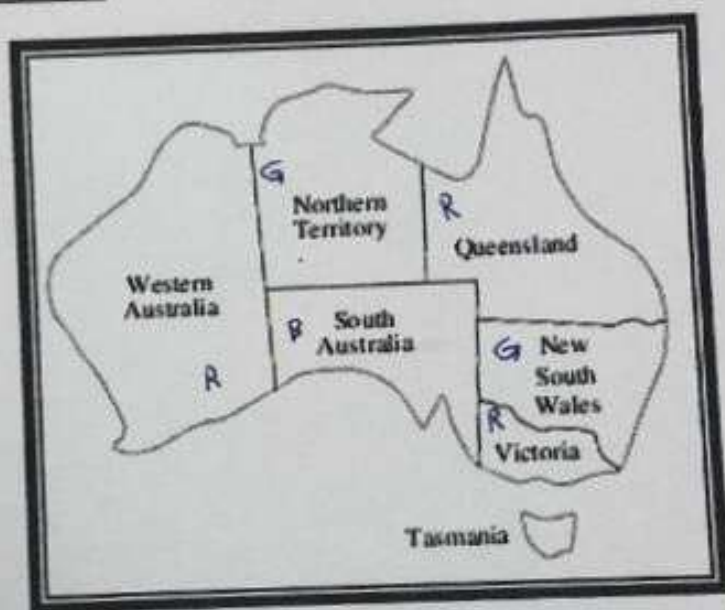 G
Northern
Territory
R
Queensland
Western
Australia
R
B
South
Australia
G New
South
Wales
R
Victoria
Tasmania